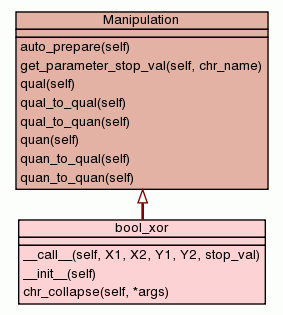 Manipulation
auto_prepare(self)
get_parameter_stop_val(self, chr_name)
qual(self)
qual_to_qual(self)
qual_to_quan(self)
quan(self)
quan_to_qual(self)
quan_to_quan(self)
bool_xor
__call__(self, X1, X2, Y1, Y2, stop_val)
__init__(self)
chr_collapse(self, *args)